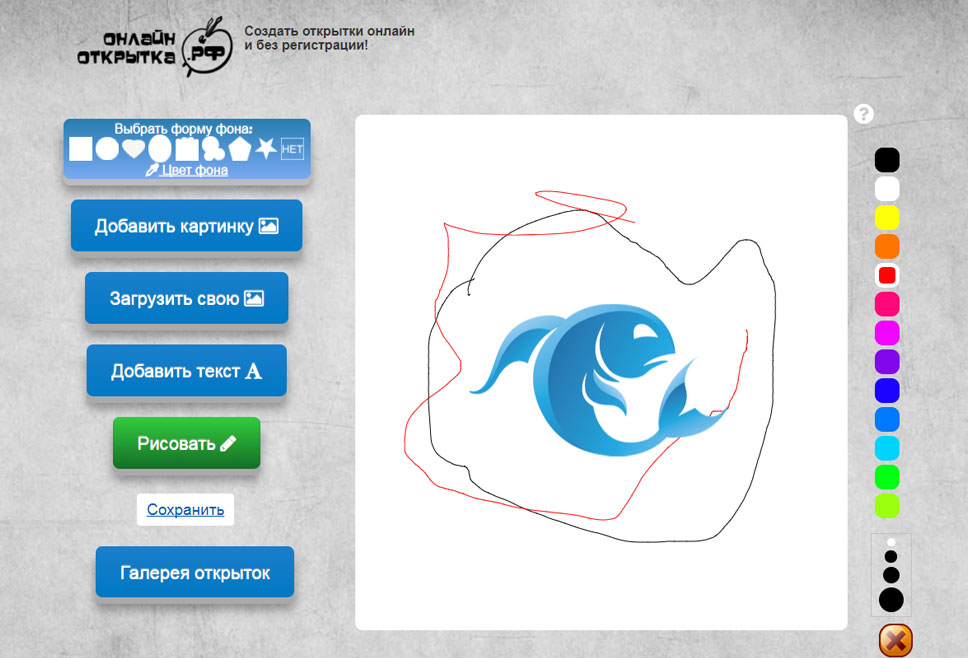 ОНЛАЙН
ОТКРЫТКА
.РФ
Создать открытки онлайн
и без регистрации!
Выбрать форму фона:
НЕТ
Цвет фона
Добавить картинку
Загрузить свою
Добавить текст A
Рисовать
Сохранить
Галерея открыток
?